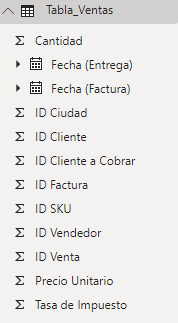 Tabla_Ventas
Cantidad
Fecha (Entrega)
Fecha (Factura)
ID Ciudad
ID Cliente
ID Cliente a Cobrar
ID Factura
ID SKU
ID Vendedor
ID Venta
Precio Unitario
Tasa de Impuesto